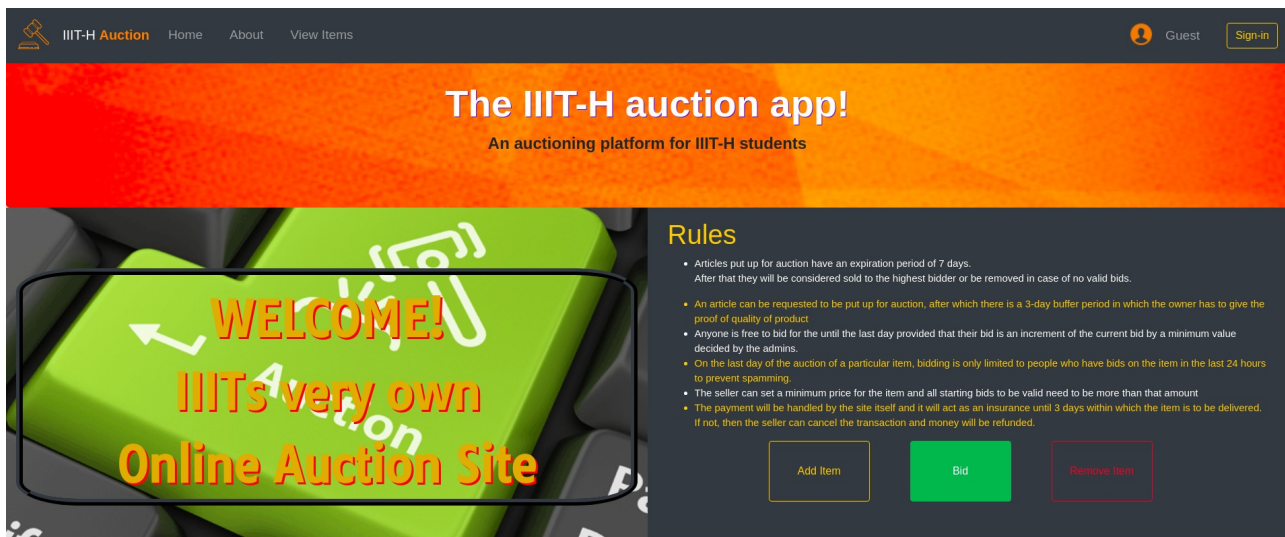 IIIT-H Auction Home About View Items Guest Sign-in
The IIIT-H auction app!
An auctioning platform for IIIT-H students
WELCOME!
IIITs very own
Online Auction Site
Auction
Rules
Articles put up for auction have an expiration period of 7 days.
After that they will be considered sold to the highest bidder or be removed in case of no valid bids.
An article can be requested to be put up for auction, after which there is a 3-day buffer period in which the owner has to give the
proof of quality of product
Anyone is free to bid for the until the last day provided that their bid is an increment of the current bid by a minimum value
decided by the admins.
On the last day of the auction of a particular item, bidding is only limited to people who have bids on the item in the last 24 hours
to prevent spamming.
The seller can set a minimum price for the item and all starting bids to be valid need to be more than that amount
The payment will be handled by the site itself and it will act as an insurance until 3 days within which the item is to be delivered.
If not, then the seller can cancel the transaction and money will be refunded.
Add Item Bid Remove Item